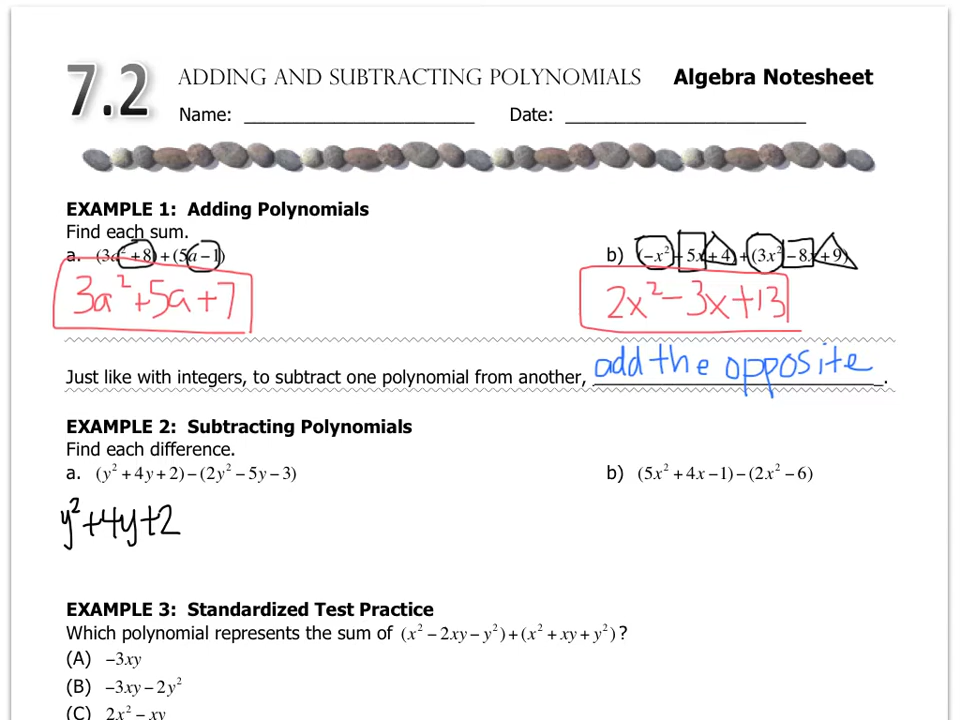 7.2 ADDING AND SUBTRACTING POLYNOMIALS Algebra Notesheet
Name: ______________________ Date: ______________________
EXAMPLE 1: Adding Polynomials
Find each sum.
a. (3a² + 8) + (5a − 1) b) (−x² + 5x + 4) + (3x² − 8x + 9)
3a² + 5a + 7 2x² − 3x + 13
Just like with integers, to subtract one polynomial from another, add the opposite.
EXAMPLE 2: Subtracting Polynomials
Find each difference.
a. (y² + 4y + 2) − (2y² − 5y − 3) b) (5x² + 4x − 1) − (2x² − 6)
y² + 4y + 2
EXAMPLE 3: Standardized Test Practice
Which polynomial represents the sum of (x² − 2xy − y²) + (x² + xy + y²) ?
(A) −3xy
(B) −3xy − 2y²
(C) 2x² − xy